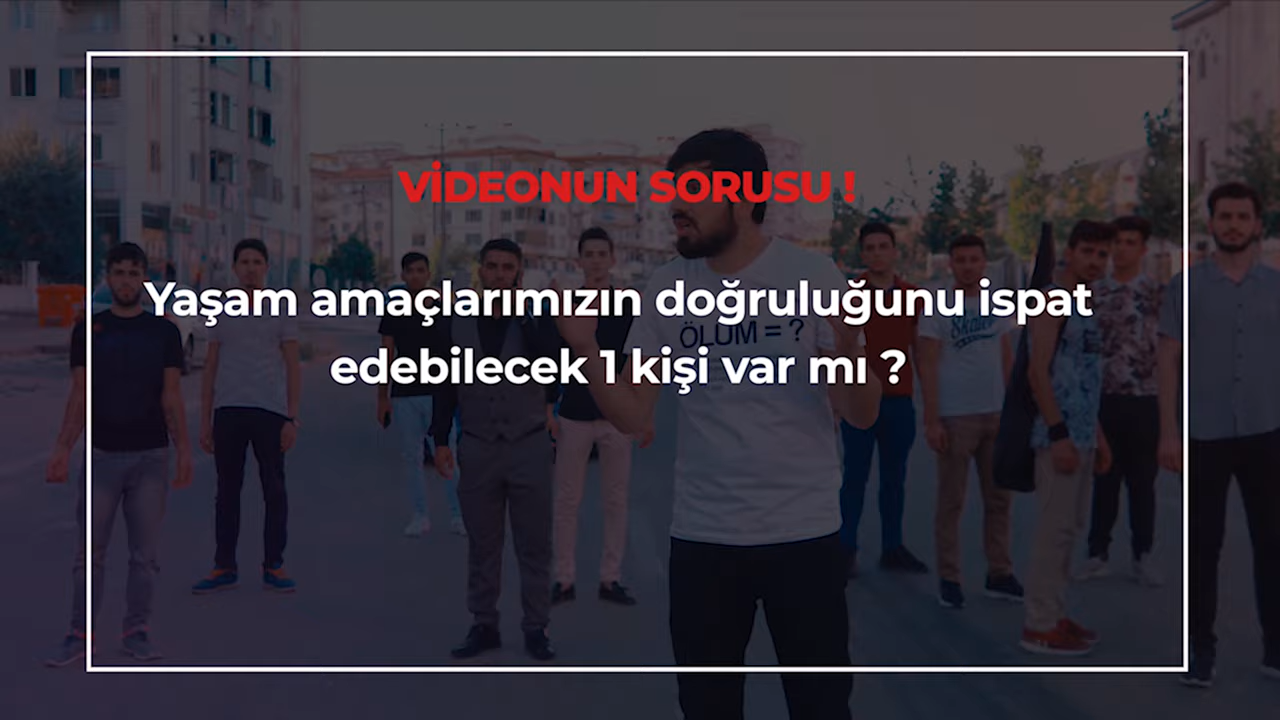 VİDEONUN SORUSU !
Yaşam amaçlarımızın doğruluğunu ispat
ÖLÜM = ?
edebilecek 1 kişi var mı ?